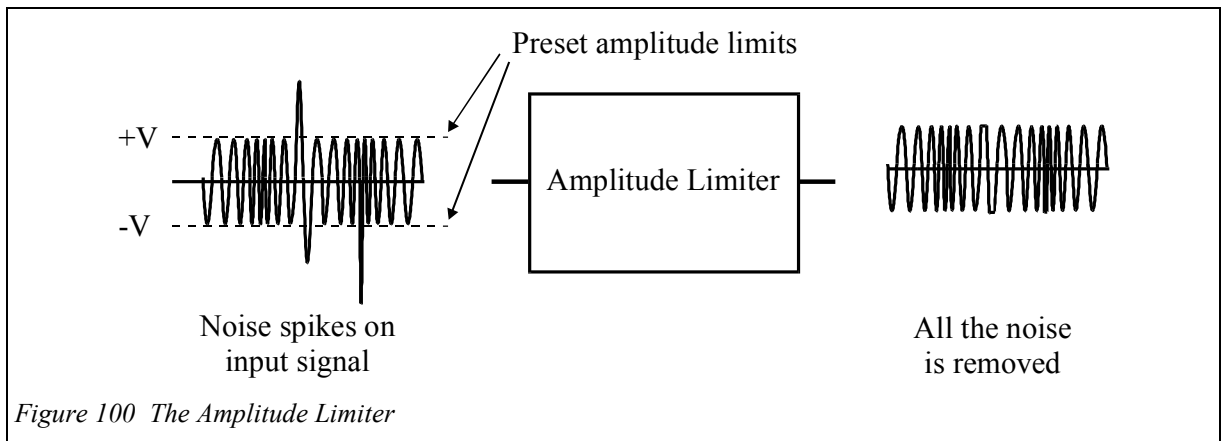 Preset amplitude limits
+V
-V
Amplitude Limiter
Noise spikes on
input signal
All the noise
is removed
Figure 100  The Amplitude Limiter